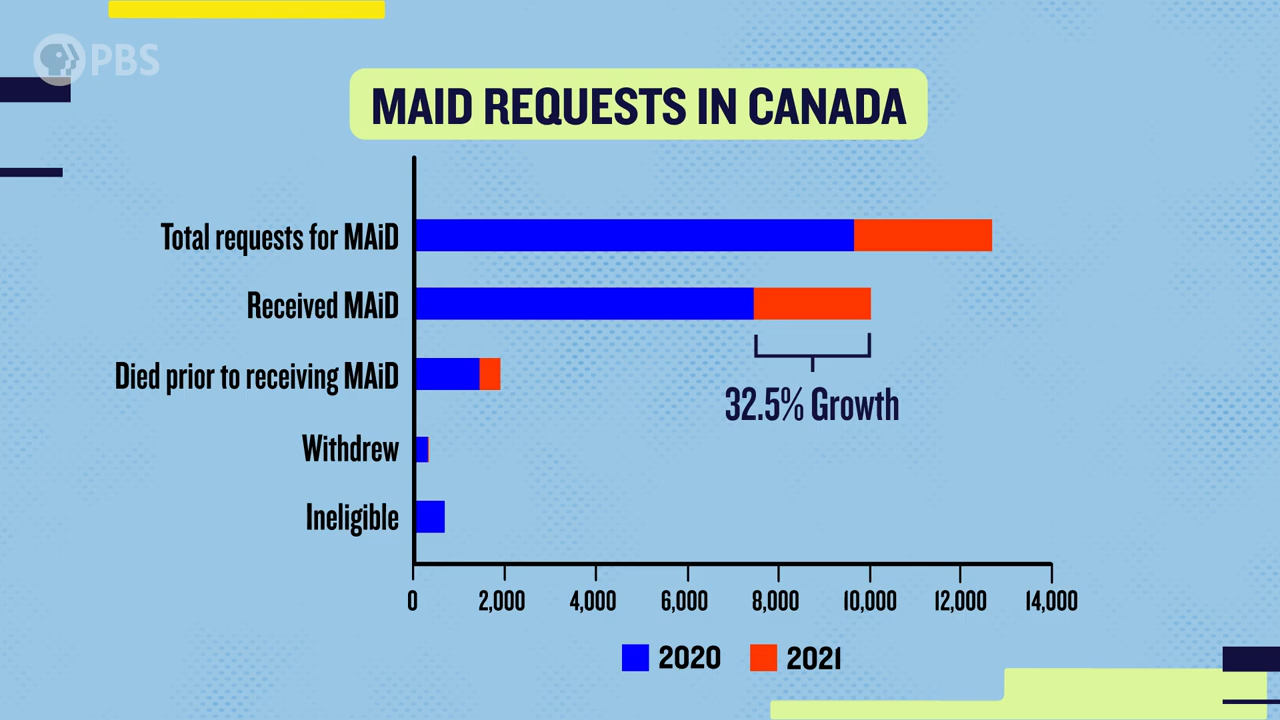 PBS
MAID REQUESTS IN CANADA
Total requests for MAiD
Received MAiD
Died prior to receiving MAiD
32.5% Growth
Withdrew
Ineligible
0 2,000 4,000 6,000 8,000 10,000 12,000 14,000
2020 2021